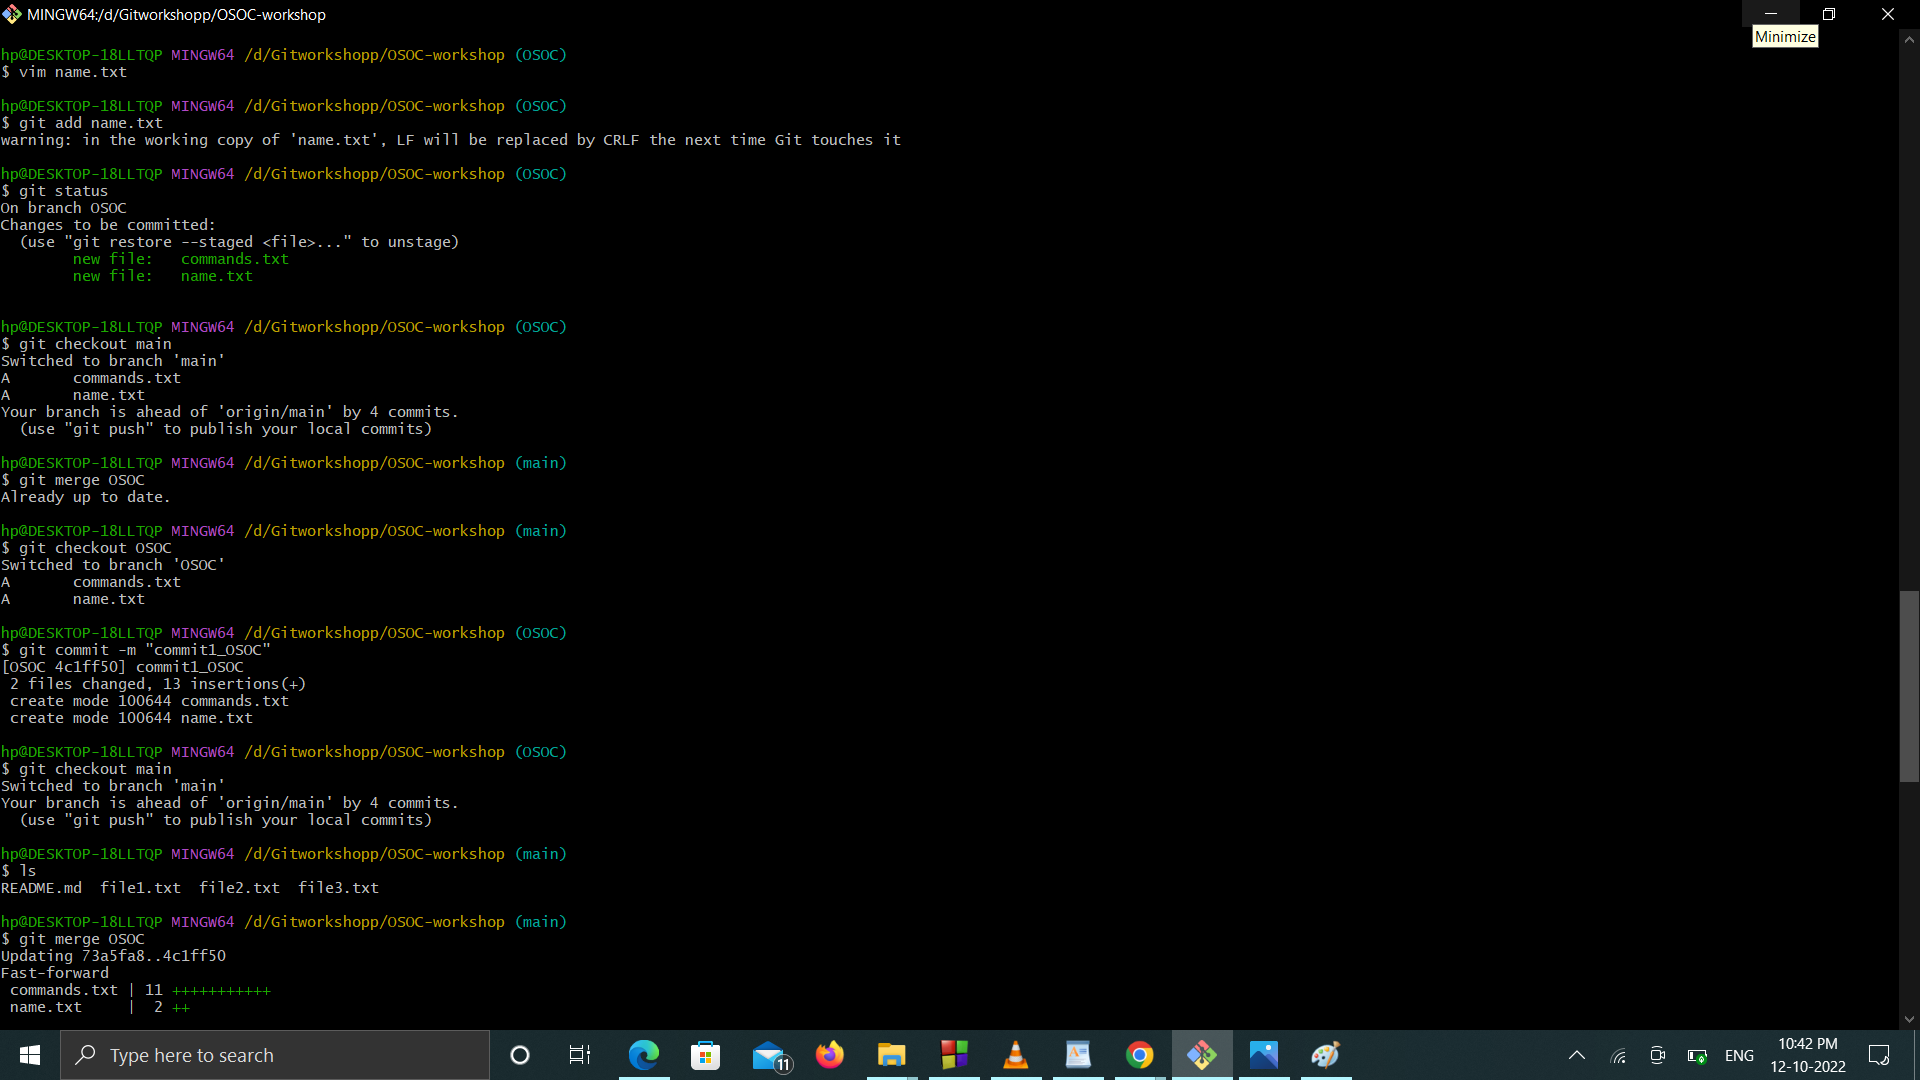 MINGW64:/d/Gitworkshopp/OSOC-workshop
Minimize
hp@DESKTOP-18LLTQP MINGW64 /d/Gitworkshopp/OSOC-workshop (OSOC)
$ vim name.txt
hp@DESKTOP-18LLTQP MINGW64 /d/Gitworkshopp/OSOC-workshop (OSOC)
$ git add name.txt
warning: in the working copy of 'name.txt', LF will be replaced by CRLF the next time Git touches it
hp@DESKTOP-18LLTQP MINGW64 /d/Gitworkshopp/OSOC-workshop (OSOC)
$ git status
On branch OSOC
Changes to be committed:
  (use "git restore --staged <file>..." to unstage)
        new file:   commands.txt
        new file:   name.txt
hp@DESKTOP-18LLTQP MINGW64 /d/Gitworkshopp/OSOC-workshop (OSOC)
$ git checkout main
Switched to branch 'main'
A       commands.txt
A       name.txt
Your branch is ahead of 'origin/main' by 4 commits.
  (use "git push" to publish your local commits)
hp@DESKTOP-18LLTQP MINGW64 /d/Gitworkshopp/OSOC-workshop (main)
$ git merge OSOC
Already up to date.
hp@DESKTOP-18LLTQP MINGW64 /d/Gitworkshopp/OSOC-workshop (main)
$ git checkout OSOC
Switched to branch 'OSOC'
A       commands.txt
A       name.txt
hp@DESKTOP-18LLTQP MINGW64 /d/Gitworkshopp/OSOC-workshop (OSOC)
$ git commit -m "commit1_OSOC"
[OSOC 4c1ff50] commit1_OSOC
 2 files changed, 13 insertions(+)
 create mode 100644 commands.txt
 create mode 100644 name.txt
hp@DESKTOP-18LLTQP MINGW64 /d/Gitworkshopp/OSOC-workshop (OSOC)
$ git checkout main
Switched to branch 'main'
Your branch is ahead of 'origin/main' by 4 commits.
  (use "git push" to publish your local commits)
hp@DESKTOP-18LLTQP MINGW64 /d/Gitworkshopp/OSOC-workshop (main)
$ ls
README.md  file1.txt  file2.txt  file3.txt
hp@DESKTOP-18LLTQP MINGW64 /d/Gitworkshopp/OSOC-workshop (main)
$ git merge OSOC
Updating 73a5fa8..4c1ff50
Fast-forward
 commands.txt | 11 +++++++++++
 name.txt     |  2 ++
Type here to search
11
ENG
10:42 PM
12-10-2022